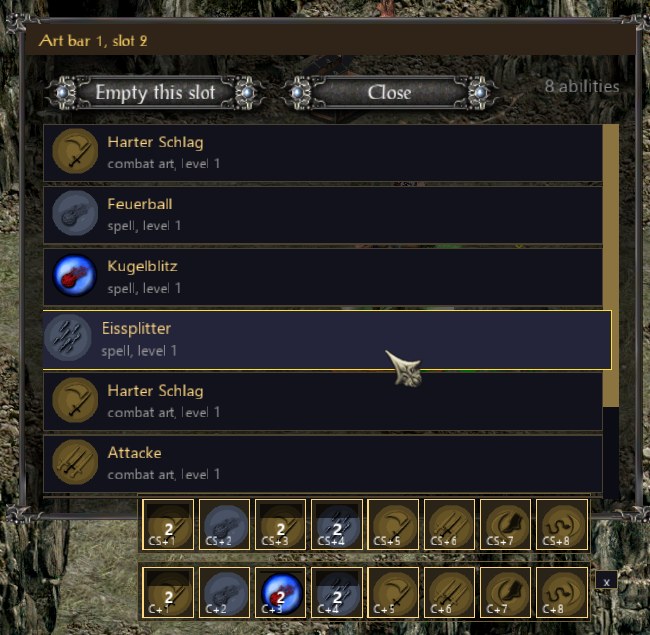 Art bar 1, slot 2
Empty this slot
Close
8 abilities
Harter Schlag
combat art, level 1
Feuerball
spell, level 1
Kugelblitz
spell, level 1
Eissplitter
spell, level 1
Harter Schlag
combat art, level 1
Attacke
combat art, level 1
2 2 2
CS+1 CS+2 CS+3 CS+4 CS+5 CS+6 CS+7 CS+8
2 2 2 x
C+1 C+2 C+3 C+4 C+5 C+6 C+7 C+8